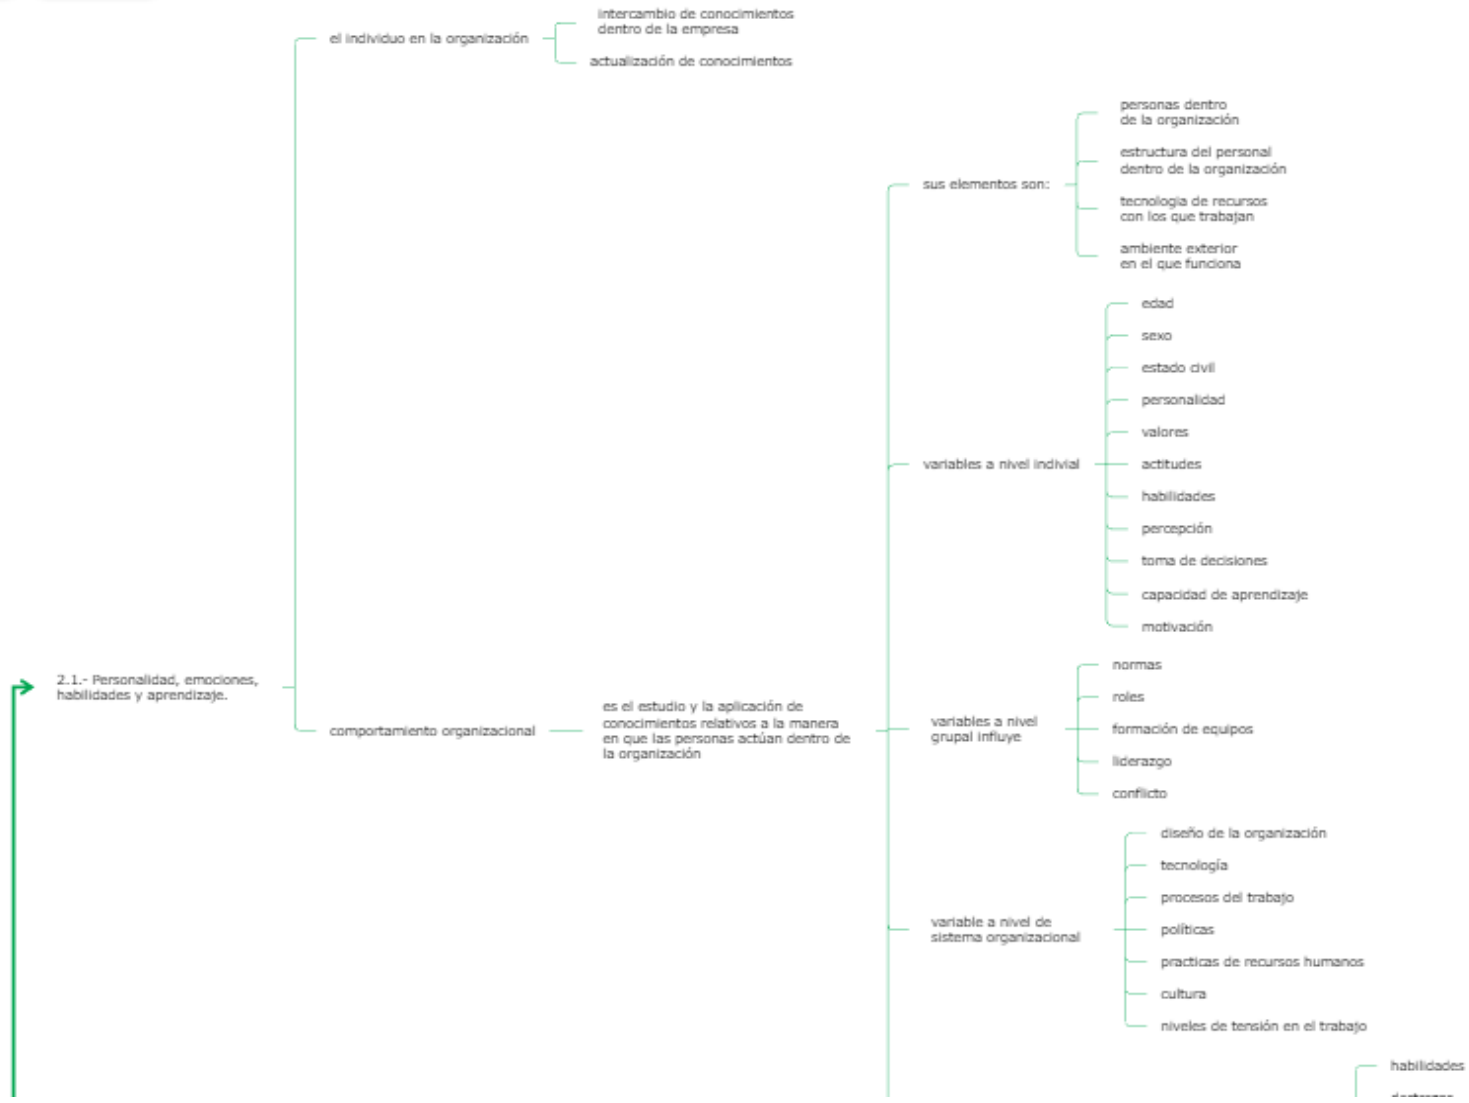 intercambio de conocimientos
dentro de la empresa
el individuo en la organización
actualización de conocimientos
personas dentro
de la organización
estructura del personal
dentro de la organización
sus elementos son:
tecnologia de recursos
con los que trabajan
ambiente exterior
en el que funciona
edad
sexo
estado civil
personalidad
valores
variables a nivel indivial
actitudes
habilidades
percepción
toma de decisiones
capacidad de aprendizaje
motivación
2.1.- Personalidad, emociones,
habilidades y aprendizaje.
comportamiento organizacional
es el estudio y la aplicación de
conocimientos relativos a la manera
en que las personas actúan dentro de
la organización
variables a nivel
grupal influye
normas
roles
formación de equipos
liderazgo
conflicto
diseño de la organización
tecnología
procesos del trabajo
variable a nivel de
sistema organizacional
políticas
practicas de recursos humanos
cultura
niveles de tensión en el trabajo
habilidades